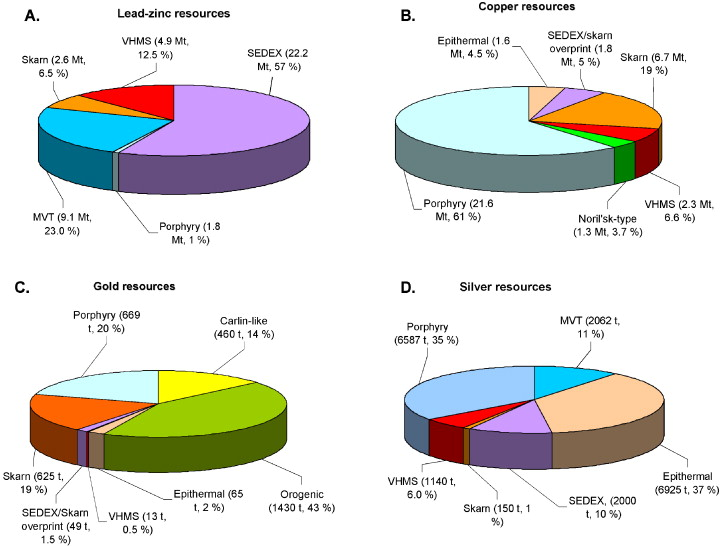 A.
Lead-zinc resources
VHMS (4.9 Mt,
12.5 %)
SEDEX (22.2
Mt, 57 %)
Skarn (2.6 Mt,
6.5 %)
MVT (9.1 Mt,
23.0 %)
Porphyry (1.8
Mt, 1 %)
B.
Copper resources
Epithermal (1.6
Mt, 4.5 %)
SEDEX/skarn
overprint (1.8
Mt, 5 %)
Skarn (6.7 Mt,
19 %)
Porphyry (21.6
Mt, 61 %)
Noril'sk-type
(1.3 Mt, 3.7 %)
VHMS (2.3 Mt,
6.6 %)
C.
Gold resources
Porphyry (669
t, 20 %)
Carlin-like
(460 t, 14 %)
Skarn (625 t,
19 %)
SEDEX/Skarn
overprint (49 t,
1.5 %)
VHMS (13 t,
0.5 %)
Epithermal (65
t, 2 %)
Orogenic
(1430 t, 43 %)
D.
Silver resources
Porphyry
(6587 t, 35 %)
MVT (2062 t,
11 %)
VHMS (1140 t,
6.0 %)
Skarn (150 t, 1
%)
SEDEX, (2000
t, 10 %)
Epithermal
(6925 t, 37 %)